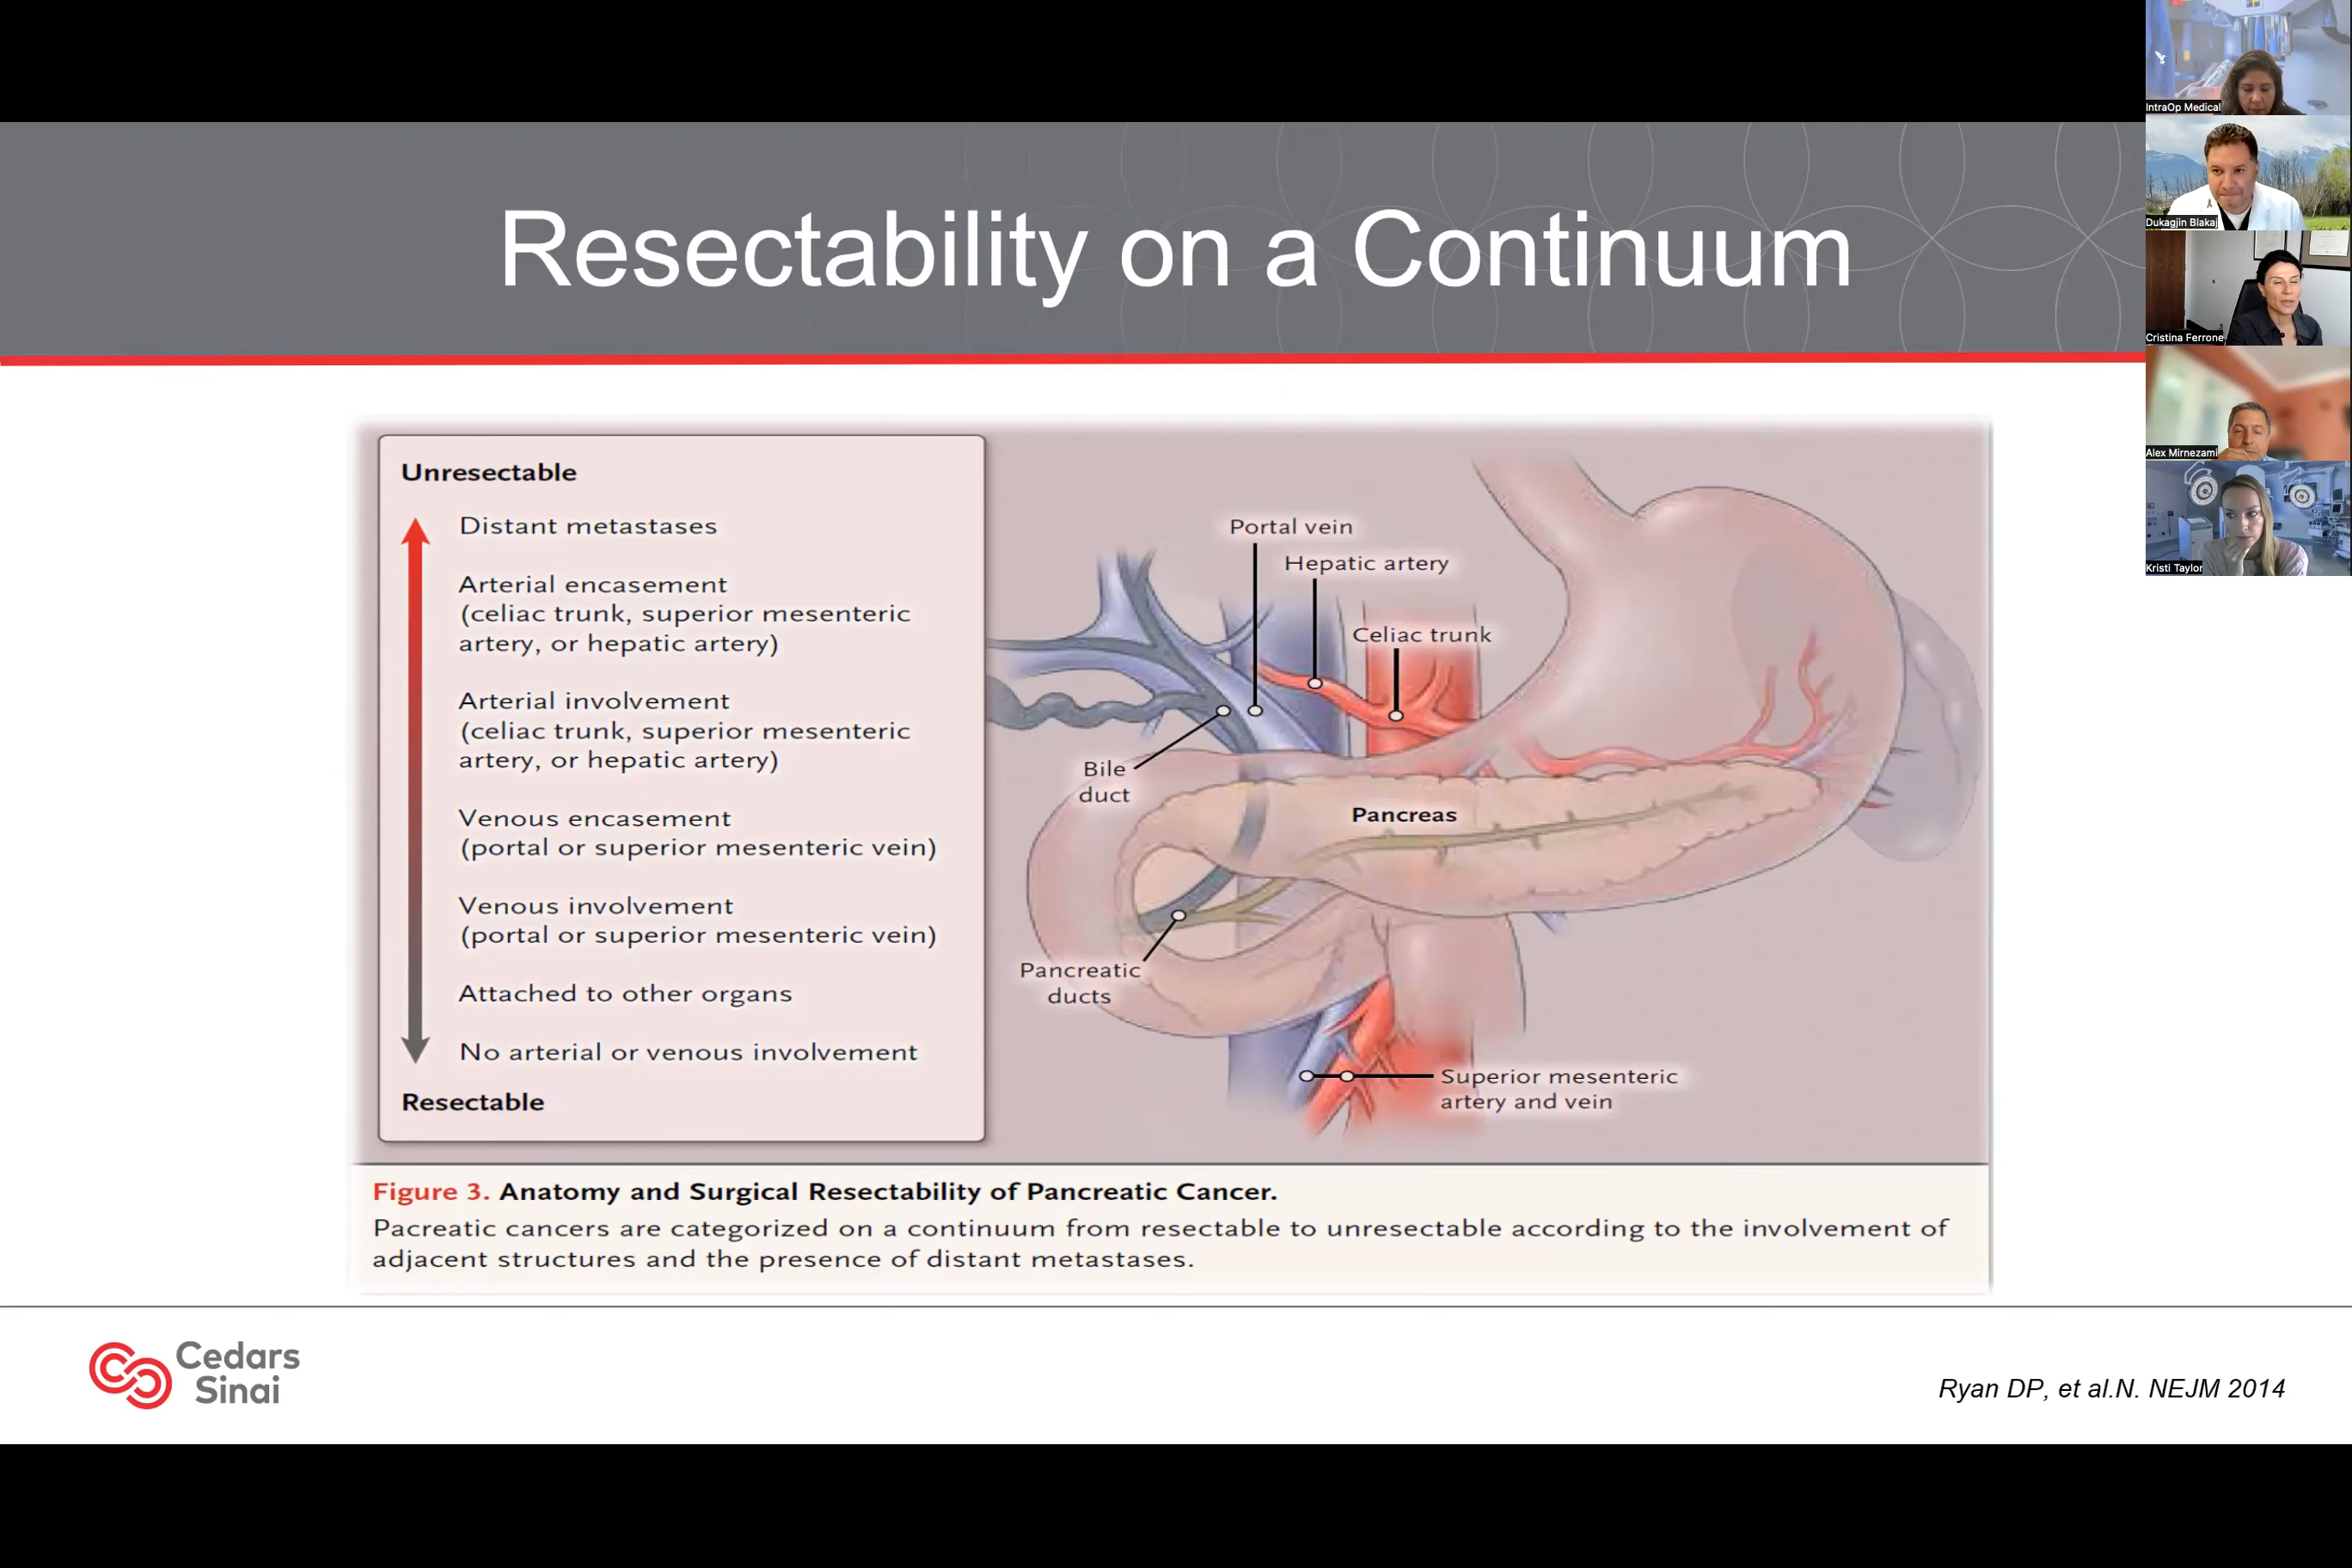 Resectability on a Continuum
Unresectable
Distant metastases
Arterial encasement
(celiac trunk, superior mesenteric
artery, or hepatic artery)
Arterial involvement
(celiac trunk, superior mesenteric
artery, or hepatic artery)
Venous encasement
(portal or superior mesenteric vein)
Venous involvement
(portal or superior mesenteric vein)
Attached to other organs
No arterial or venous involvement
Resectable
Portal vein
Hepatic artery
Celiac trunk
Bile
duct
Pancreas
Pancreatic
ducts
Superior mesenteric
artery and vein
Figure 3. Anatomy and Surgical Resectability of Pancreatic Cancer.
Pacreatic cancers are categorized on a continuum from resectable to unresectable according to the involvement of
adjacent structures and the presence of distant metastases.
Cedars
Sinai
Ryan DP, et al.N. NEJM 2014
IntraOp Medical
Dukagjin Blakaj
Cristina Ferrone
Alex Mirnezami
Kristi Taylor